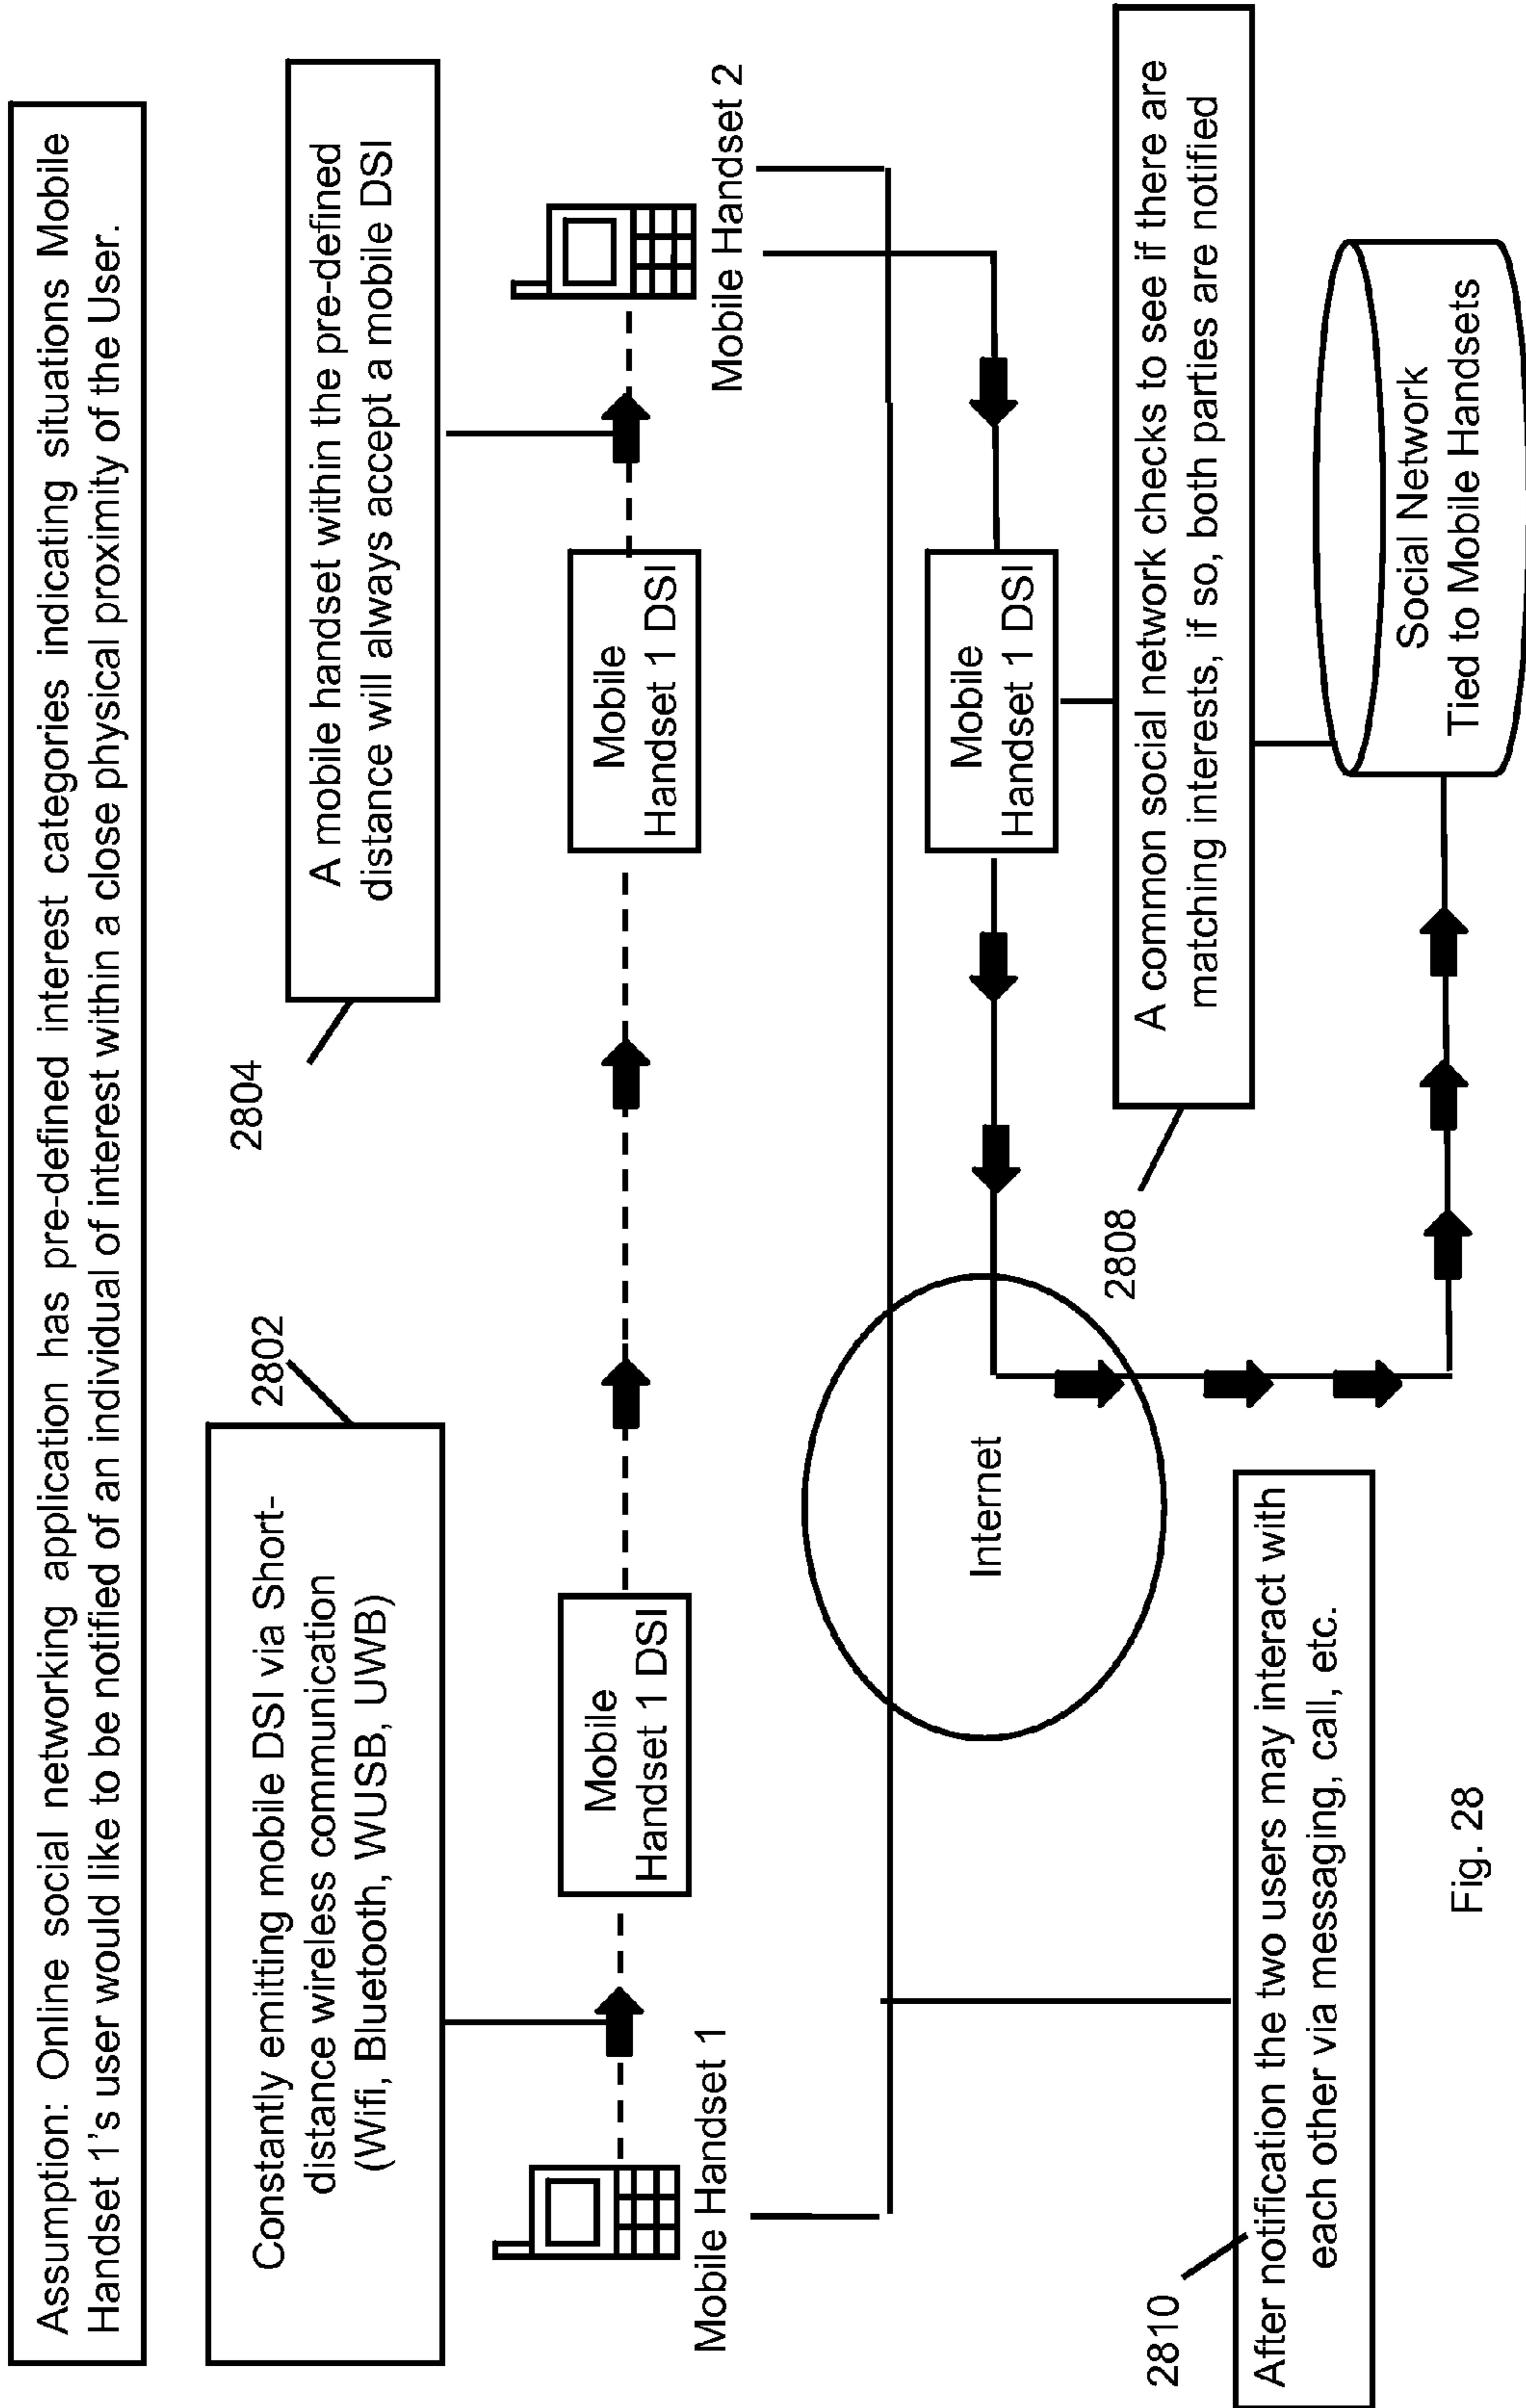 Assumption: Online social networking application has pre-defined interest categories indicating situations Mobile
Handset 1's user would like to be notified of an individual of interest within a close physical proximity of the User.
2802
Constantly emitting mobile DSI via Short-
distance wireless communication
(Wifi, Bluetooth, WUSB, UWB)
2804
A mobile handset within the pre-defined
distance will always accept a mobile DSI
Mobile Handset 1
Mobile
Handset 1 DSI
Mobile
Handset 1 DSI
Mobile Handset 2
Internet
Mobile
Handset 1 DSI
2808
A common social network checks to see if there are
matching interests, if so, both parties are notified
2810
After notification the two users may interact with
each other via messaging, call, etc.
Social Network
Tied to Mobile Handsets
Fig. 28